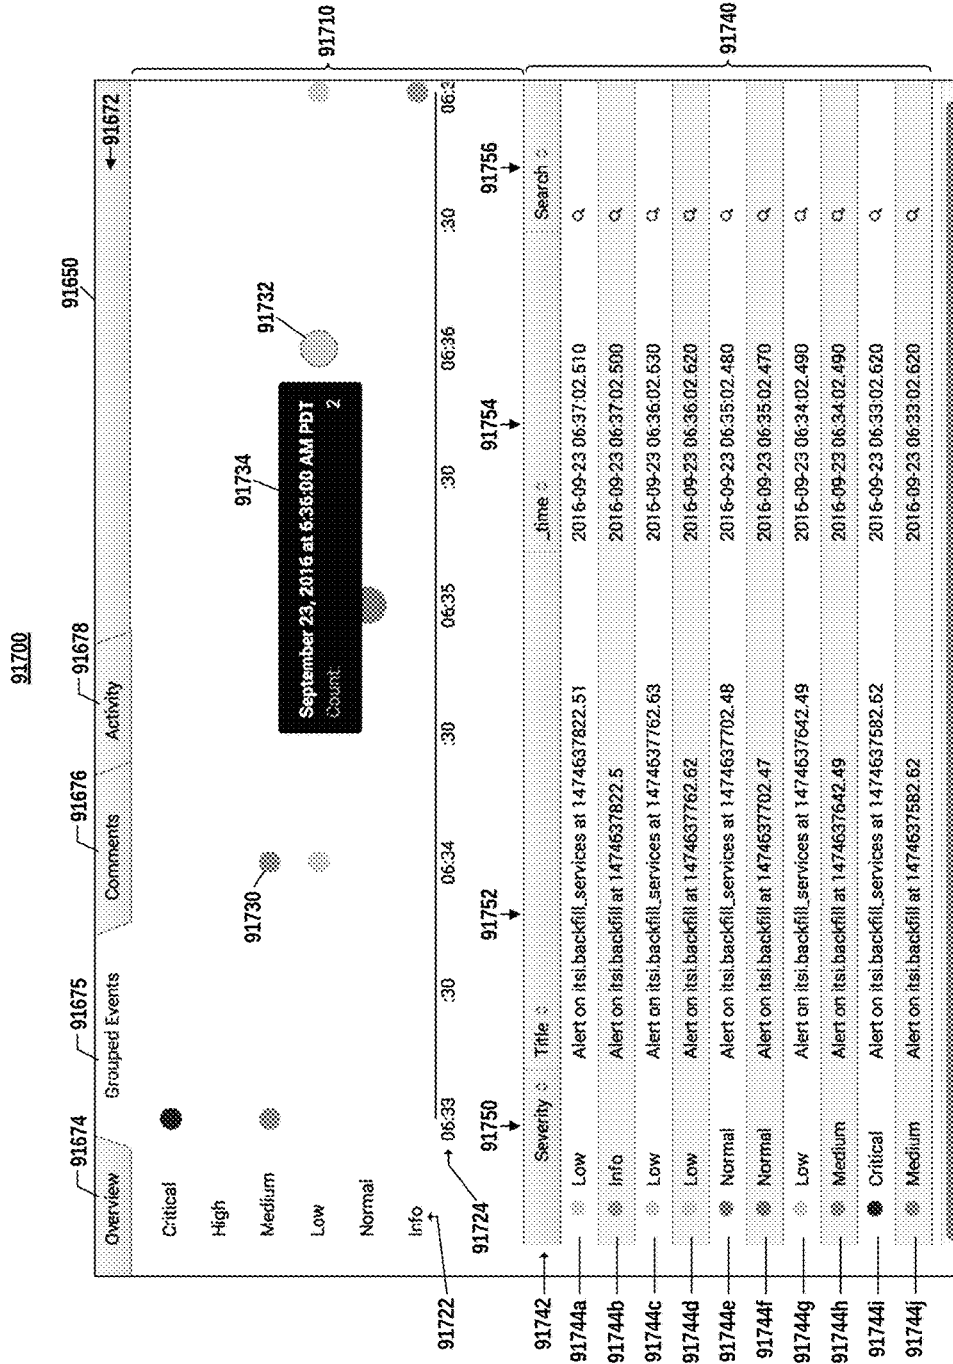 91700
91650
91672
91674
91675
91676
91678
Overview
Grouped Events
Comments
Activity
91710
Critical
High
Medium
Low
Normal
Info
91730
91734
91732
September 23, 2016 at 6:36:00 AM PDT
Count
2
06:33
:30
06:34
:30
06:35
:30
06:36
:30
06:3
91722
91724
91750
91752
91754
91756
91740
91742
Severity
Title
_time
Search
91744a
Low
Alert on itsi.backfill_services at 1474637822.51
2016-09-23 06:37:02.510
91744b
Info
Alert on itsi.backfill at 1474637822.5
2016-09-23 06:37:02.500
91744c
Low
Alert on itsi.backfill_services at 1474637762.63
2016-09-23 06:36:02.630
91744d
Low
Alert on itsi.backfill at 1474637762.62
2016-09-23 06:36:02.620
91744e
Normal
Alert on itsi.backfill_services at 1474637702.48
2016-09-23 06:35:02.480
91744f
Normal
Alert on itsi.backfill at 1474637702.47
2016-09-23 06:35:02.470
91744g
Low
Alert on itsi.backfill_services at 1474637642.49
2016-09-23 06:34:02.490
91744h
Medium
Alert on itsi.backfill at 1474637642.49
2016-09-23 06:34:02.490
91744i
Critical
Alert on itsi.backfill_services at 1474637582.62
2016-09-23 06:33:02.620
91744j
Medium
Alert on itsi.backfill at 1474637582.62
2016-09-23 06:33:02.620